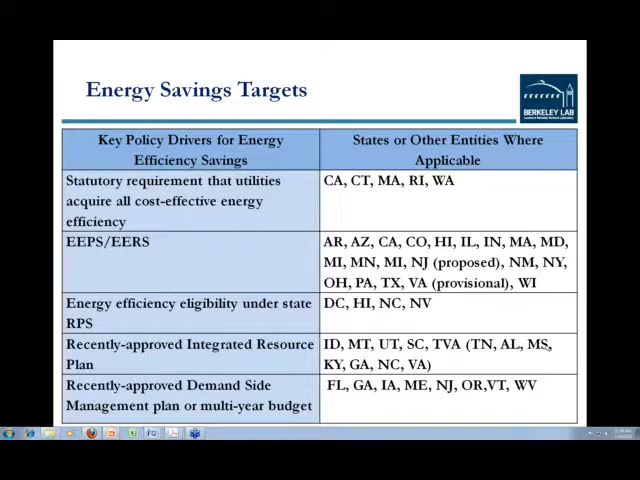 Energy Savings Targets
BERKELEY LAB
Key Policy Drivers for Energy
Efficiency Savings
States or Other Entities Where
Applicable
Statutory requirement that utilities
acquire all cost-effective energy
efficiency
CA, CT, MA, RI, WA
EEPS/EERS
AR, AZ, CA, CO, HI, IL, IN, MA, MD,
MI, MN, MI, NJ (proposed), NM, NY,
OH, PA, TX, VA (provisional), WI
Energy efficiency eligibility under state
RPS
DC, HI, NC, NV
Recently-approved Integrated Resource
Plan
ID, MT, UT, SC, TVA (TN, AL, MS,
KY, GA, NC, VA)
Recently-approved Demand Side
Management plan or multi-year budget
FL, GA, IA, ME, NJ, OR,VT, WV